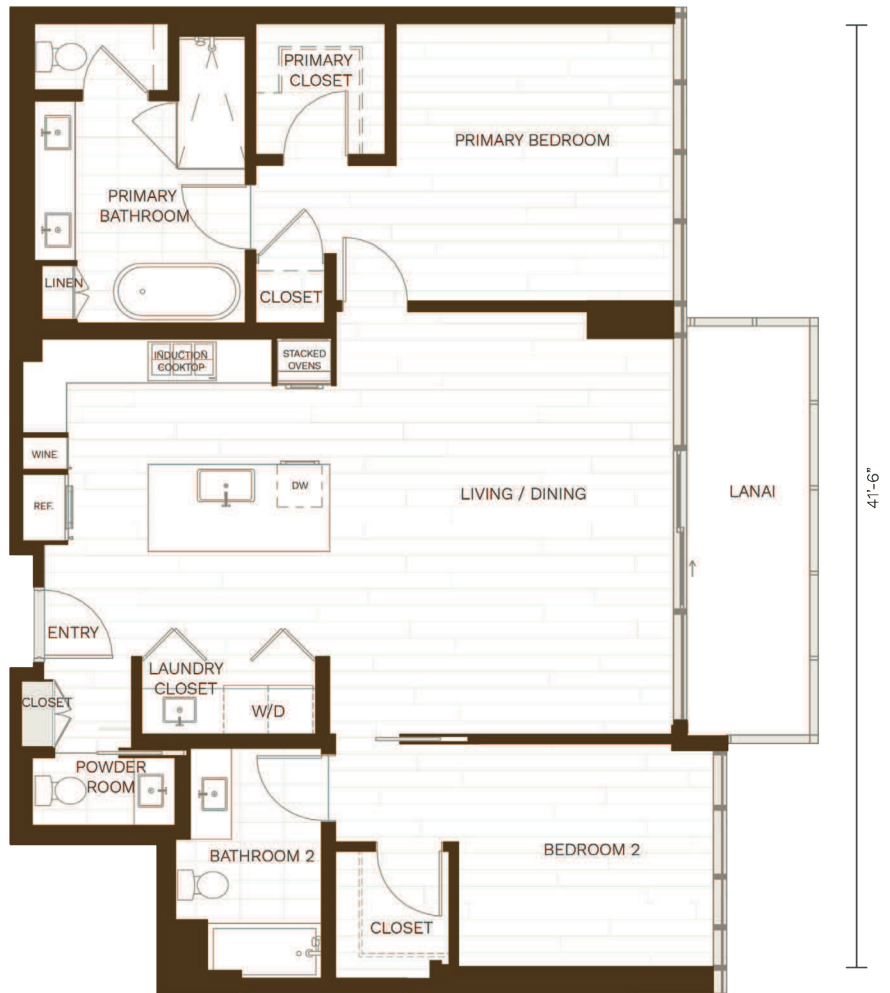 PRIMARY
CLOSET
PRIMARY BEDROOM
PRIMARY
BATHROOM
LINEN
CLOSET
INDUCTION
COOKTOP
STACKED
OVENS
WINE
REF.
DW
LIVING / DINING
LANAI
41'-6"
ENTRY
LAUNDRY
CLOSET
W/D
CLOSET
POWDER
ROOM
BATHROOM 2
BEDROOM 2
CLOSET